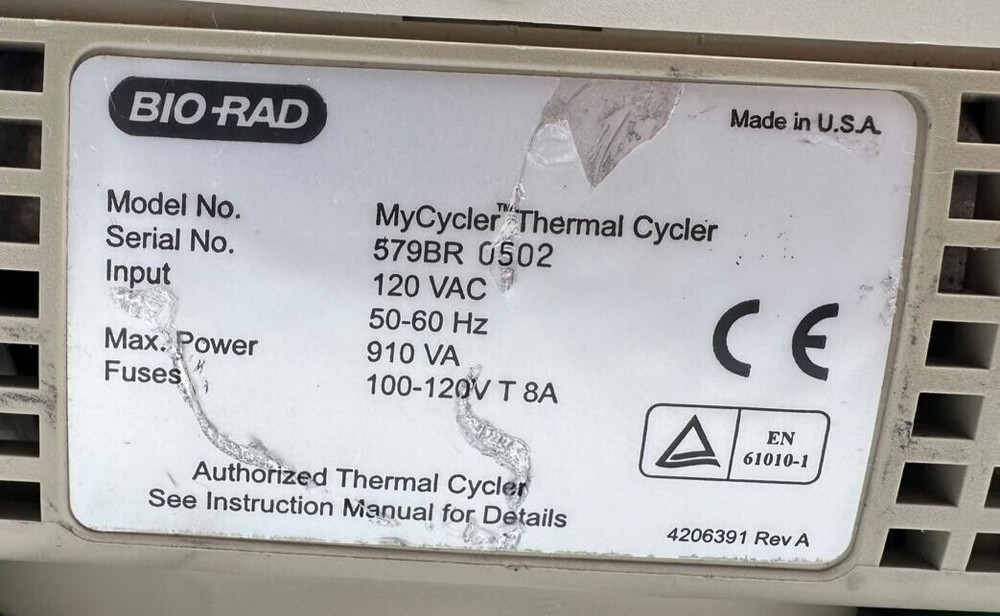 BIO-RAD
Made in U.S.A.
Model No. MyCycler™ Thermal Cycler
Serial No. 579BR 0502
Input 120 VAC
50-60 Hz
Max. Power 910 VA
Fuses 100-120V T 8A
CE
EN
61010-1
Authorized Thermal Cycler
See Instruction Manual for Details
4206391 Rev A